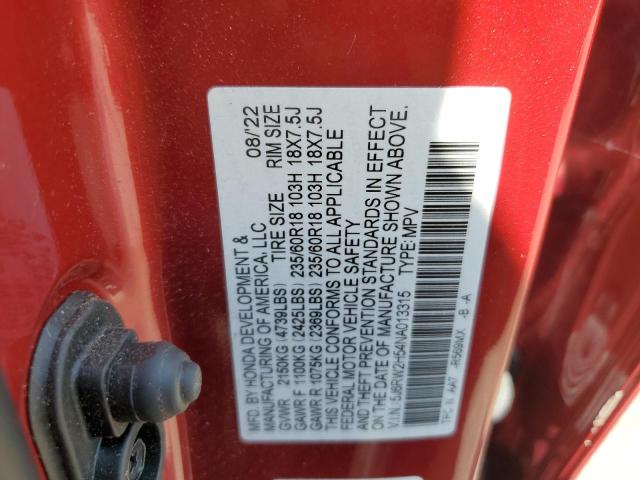 MFD. BY HONDA DEVELOPMENT & 08/'22
MANUFACTURING OF AMERICA, LLC
GVWR 2150KG (4739LBS) TIRE SIZE RIM SIZE
GAWR F 1100KG (2425LBS) 235/60R18 103H 18X7.5J
GAWR R 1075KG (2369LBS) 235/60R18 103H 18X7.5J
THIS VEHICLE CONFORMS TO ALL APPLICABLE
FEDERAL MOTOR VEHICLE SAFETY
AND THEFT PREVENTION STANDARDS IN EFFECT
ON THE DATE OF MANUFACTURE SHOWN ABOVE.
V.I.N. 5J6RW2H54NA013315 TYPE:MPV
-R569MX -B -A